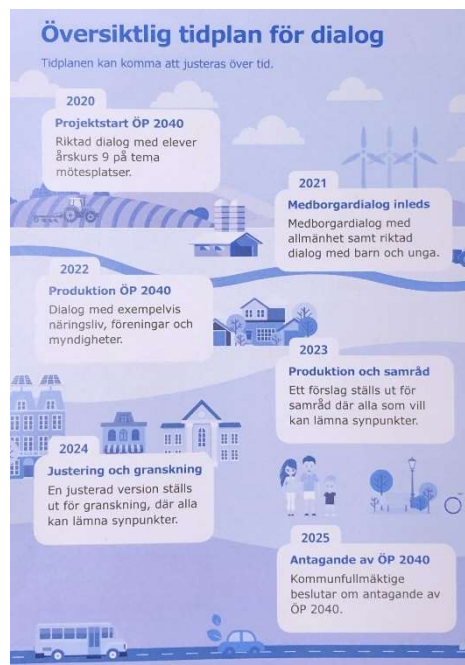 Översiktlig tidplan för dialog
Tidplanen kan komma att justeras över tid.
2020
Projektstart ÖP 2040
Riktad dialog med elever
årskurs 9 på tema
mötesplatser.
2021
Medborgardialog inleds
Medborgardialog med
allmänhet samt riktad
dialog med barn och unga.
2022
Produktion ÖP 2040
Dialog med exempelvis
näringsliv, föreningar och
myndigheter.
2023
Produktion och samråd
Ett förslag ställs ut för
samråd där alla som vill
kan lämna synpunkter.
2024
Justering och granskning
En justerad version ställs
ut för granskning, där alla
kan lämna synpunkter.
2025
Antagande av ÖP 2040
Kommunfullmäktige
beslutar om antagande av
ÖP 2040.